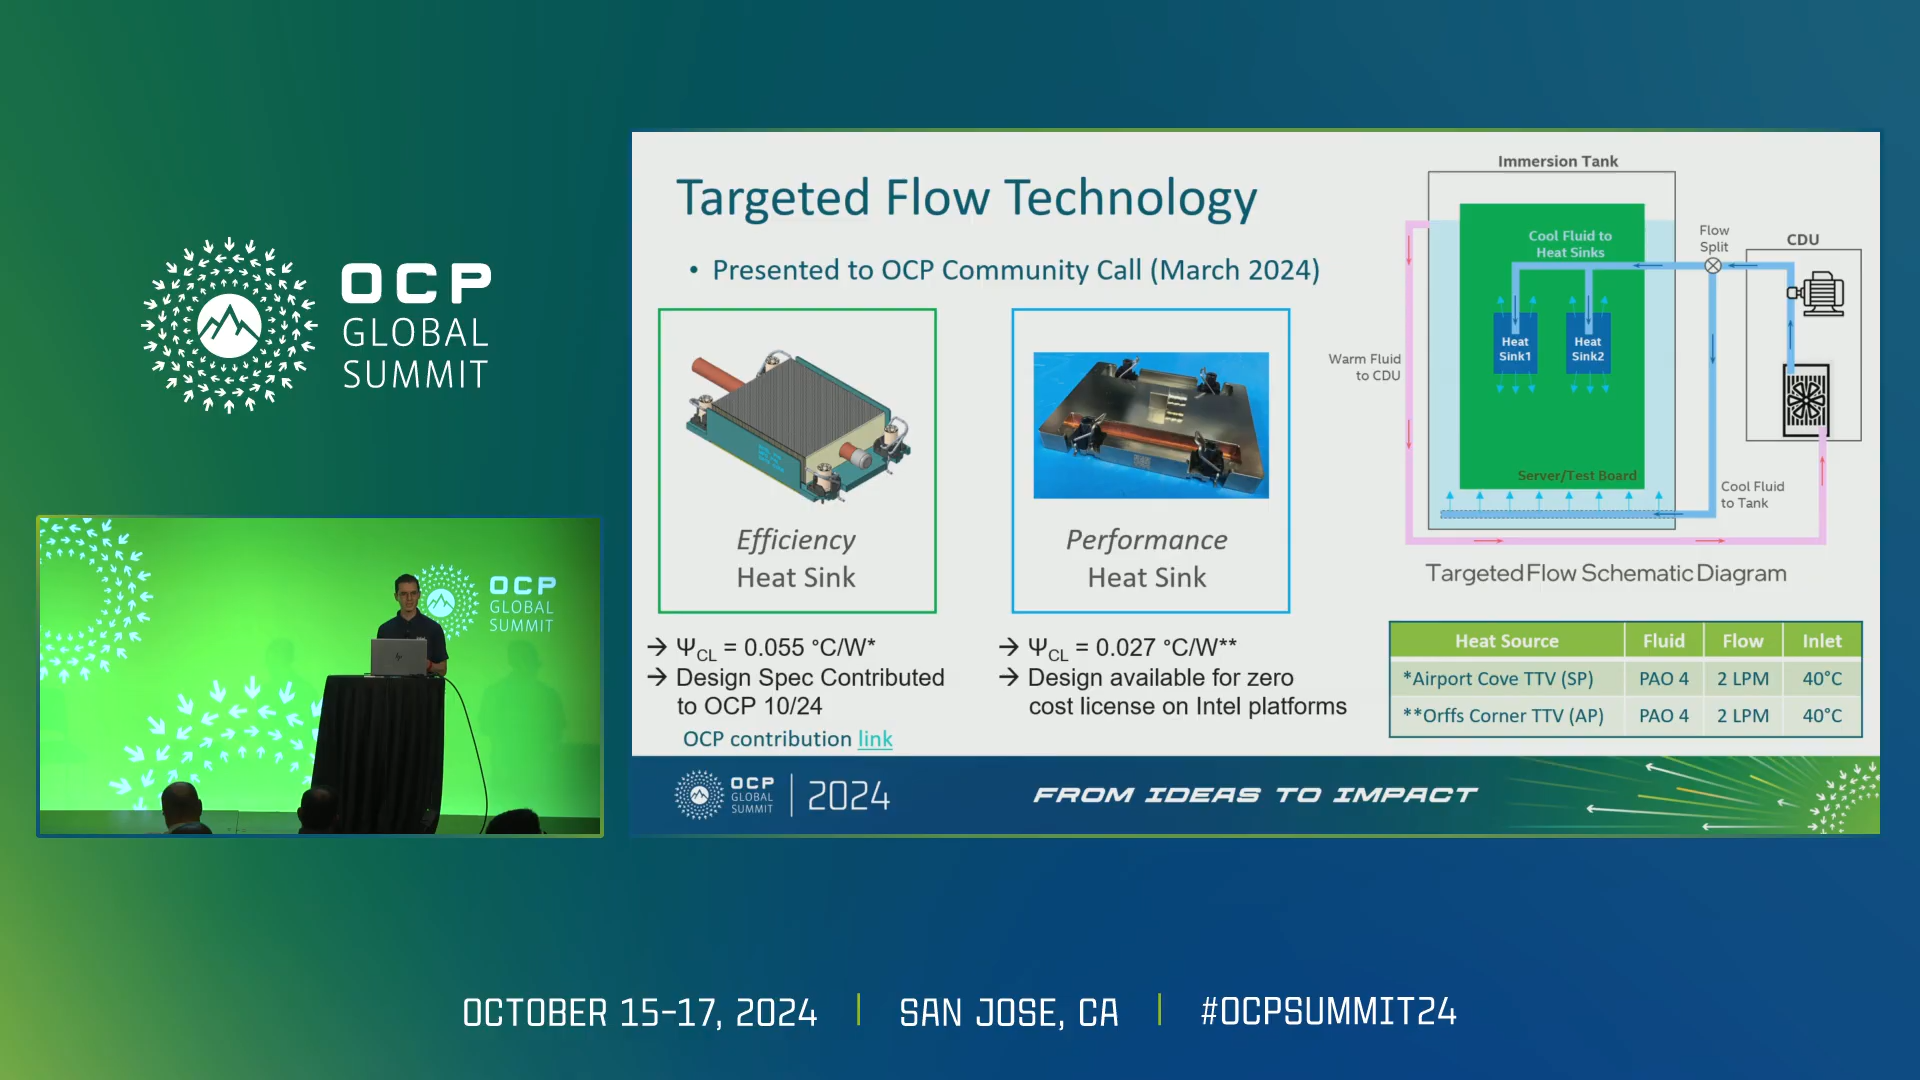 OCP
GLOBAL
SUMMIT
OCP
GLOBAL
SUMMIT
Targeted Flow Technology
• Presented to OCP Community Call (March 2024)
Efficiency
Heat Sink
→ ΨCL = 0.055 °C/W*
→ Design Spec Contributed
to OCP 10/24
OCP contribution link
Performance
Heat Sink
→ ΨCL = 0.027 °C/W**
→ Design available for zero
cost license on Intel platforms
Immersion Tank
Cool Fluid to
Heat Sinks
Flow
Split
CDU
Heat
Sink1
Heat
Sink2
Warm Fluid
to CDU
Server/Test Board
Cool Fluid
to Tank
Targeted Flow Schematic Diagram
Heat Source Fluid Flow Inlet
*Airport Cove TTV (SP) PAO 4 2 LPM 40°C
**Orffs Corner TTV (AP) PAO 4 2 LPM 40°C
OCP
GLOBAL
SUMMIT
2024
FROM IDEAS TO IMPACT
OCTOBER 15-17, 2024 | SAN JOSE, CA | #OCPSUMMIT24